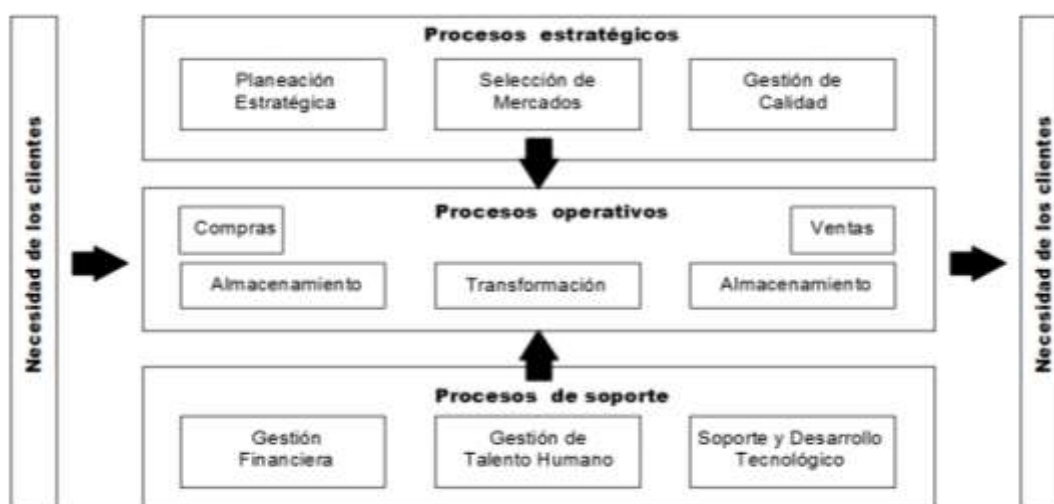 Necesidad de los clientes
Procesos estratégicos
Planeación
Estratégica
Selección de
Mercados
Gestión de
Calidad
Procesos operativos
Compras
Ventas
Almacenamiento
Transformación
Almacenamiento
Procesos de soporte
Gestión
Financiera
Gestión de
Talento Humano
Soporte y Desarrollo
Tecnológico
Necesidad de los clientes